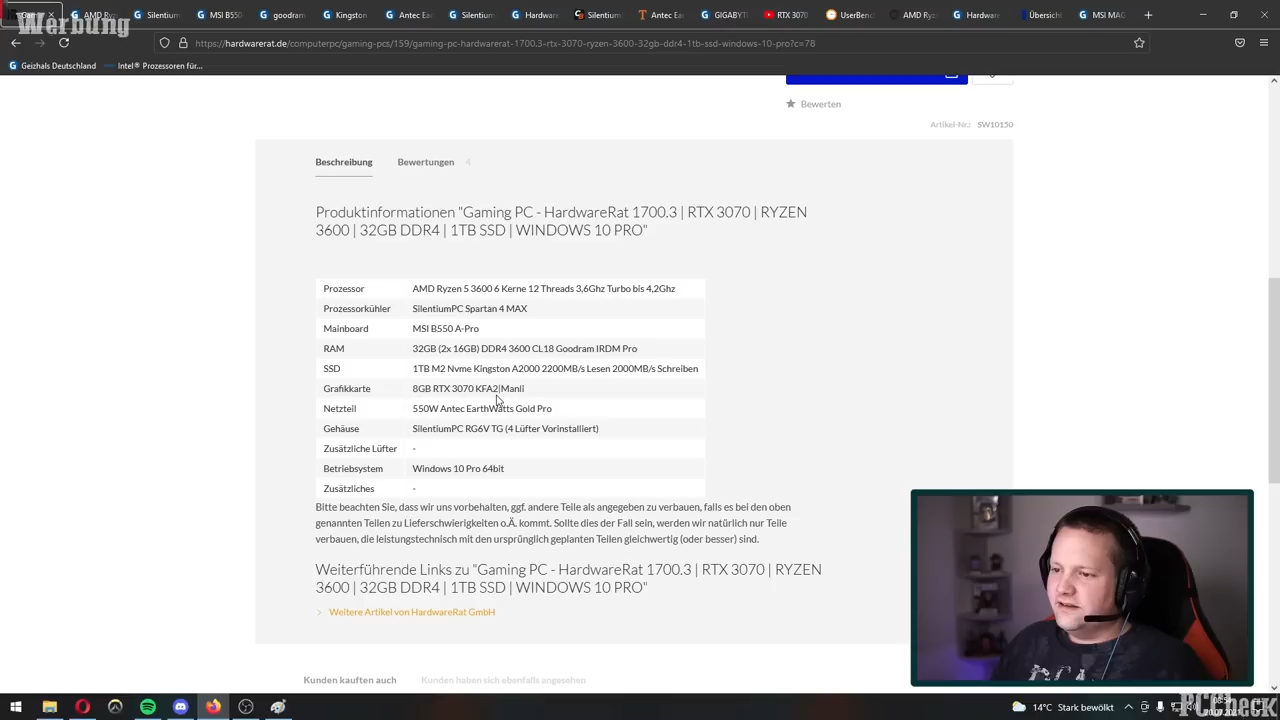 Werbung
MSI B550
AMD Ryz
GIGABYT
RTX 3070
StreamE
https://hardwarerat.de/computerpc/gaming-pcs/159/gaming-pc-hardwarerat-1700.3-rtx-3070-ryzen-3600-32gb-ddr4-1tb-ssd-windows-10-pro?c=78
Geizhals Deutschland
Intel® Prozessoren für...
Bewerten
Artikel-Nr.: SW10150
Beschreibung Bewertungen
Produktinformationen "Gaming PC - HardwareRat 1700.3 | RTX 3070 | RYZEN
3600 | 32GB DDR4 | 1TB SSD | WINDOWS 10 PRO"
Prozessor AMD Ryzen 5 3600 6 Kerne 12 Threads 3,6Ghz Turbo bis 4,2Ghz
Prozessorkühler SilentiumPC Spartan 4 MAX
Mainboard MSI B550 A-Pro
RAM 32GB (2x 16GB) DDR4 3600 CL18 Goodram IRDM Pro
SSD 1TB M2 Nvme Kingston A2000 2200MB/s Lesen 2000MB/s Schreiben
Grafikkarte 8GB RTX 3070 KFA2|Manli
Netzteil 550W Antec EarthWatts Gold Pro
Gehäuse SilentiumPC RG6V TG (4 Lüfter Vorinstalliert)
Zusätzliche Lüfter -
Betriebsystem Windows 10 Pro 64bit
Zusätzliches -
Bitte beachten Sie, dass wir uns vorbehalten, ggf. andere Teile als angegeben zu verbauen, falls es bei den oben
genannten Teilen zu Lieferschwierigkeiten o.Ä. kommt. Sollte dies der Fall sein, werden wir natürlich nur Teile
verbauen, die leistungstechnisch mit den ursprünglich geplanten Teilen gleichwertig (oder besser) sind.
Weiterführende Links zu "Gaming PC - HardwareRat 1700.3 | RTX 3070 | RYZEN
3600 | 32GB DDR4 | 1TB SSD | WINDOWS 10 PRO"
Weitere Artikel von HardwareRat GmbH
Kunden kauften auch Kunden haben sich ebenfalls angesehen
14°C Stark bewölkt